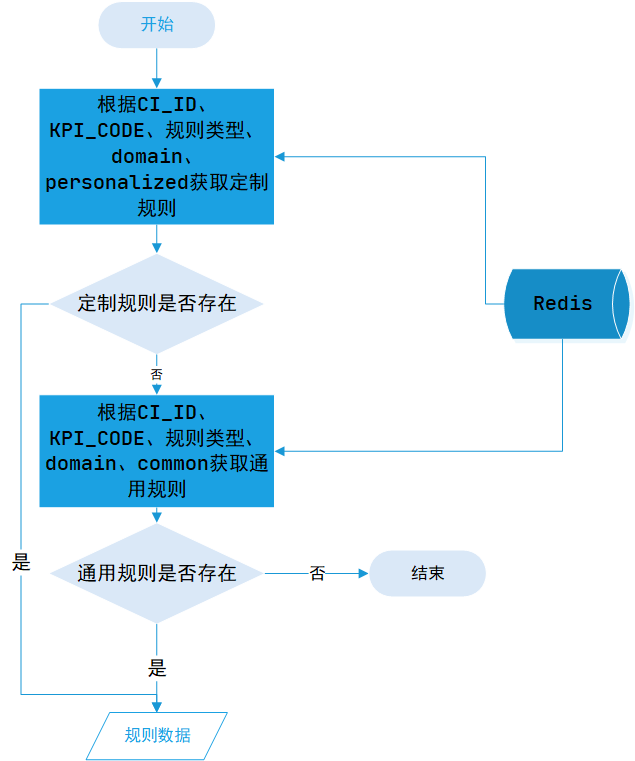 开始
根据CI_ID、
KPI_CODE、规则类型、
domain、
personalized获取定制
规则
定制规则是否存在
Redis
否
根据CI_ID、
KPI_CODE、规则类型、
domain、common获取通
用规则
是
通用规则是否存在
否
结束
是
规则数据